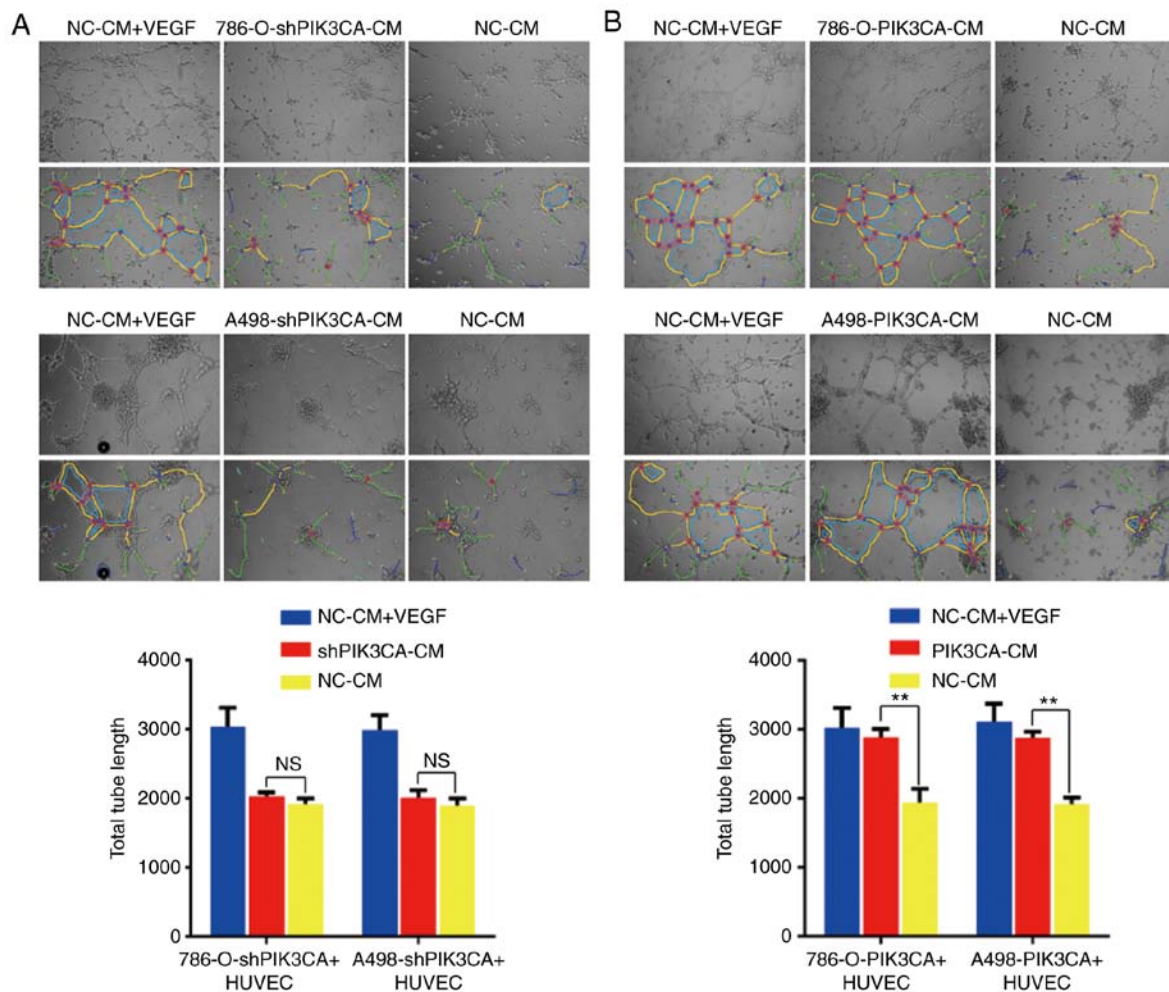 A
NC-CM+VEGF 786-O-shPIK3CA-CM NC-CM
NC-CM+VEGF A498-shPIK3CA-CM NC-CM
NC-CM+VEGF
shPIK3CA-CM
NC-CM
4000
3000
2000
1000
0
Total tube length
NS
NS
786-O-shPIK3CA+
HUVEC
A498-shPIK3CA+
HUVEC
B
NC-CM+VEGF 786-O-PIK3CA-CM NC-CM
NC-CM+VEGF A498-PIK3CA-CM NC-CM
NC-CM+VEGF
PIK3CA-CM
NC-CM
4000
3000
2000
1000
0
Total tube length
**
**
786-O-PIK3CA+
HUVEC
A498-PIK3CA+
HUVEC